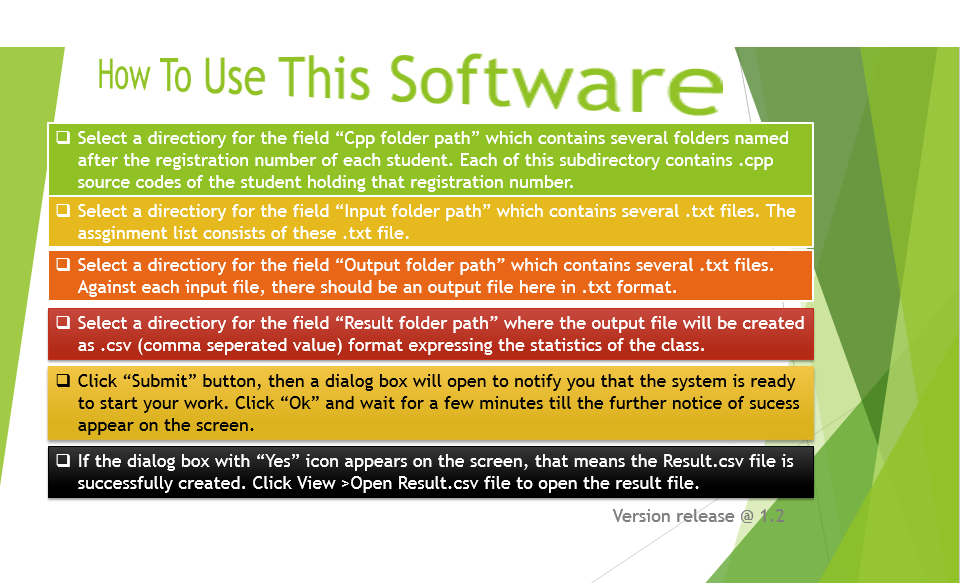 How To Use This Software
❑ Select a directiory for the field “Cpp folder path” which contains several folders named
after the registration number of each student. Each of this subdirectory contains .cpp
source codes of the student holding that registration number.
❑ Select a directiory for the field “Input folder path” which contains several .txt files. The
assginment list consists of these .txt file.
❑ Select a directiory for the field “Output folder path” which contains several .txt files.
Against each input file, there should be an output file here in .txt format.
❑ Select a directory for the field “Result folder path” where the output file will be created
as .csv (comma seperated value) format expressing the statistics of the class.
❑ Click “Submit” button, then a dialog box will open to notify you that the system is ready
to start your work. Click “Ok” and wait for a few minutes till the further notice of sucess
appear on the screen.
❑ If the dialog box with “Yes” icon appears on the screen, that means the Result.csv file is
successfully created. Click View >Open Result.csv file to open the result file.
Version release @ 1.2